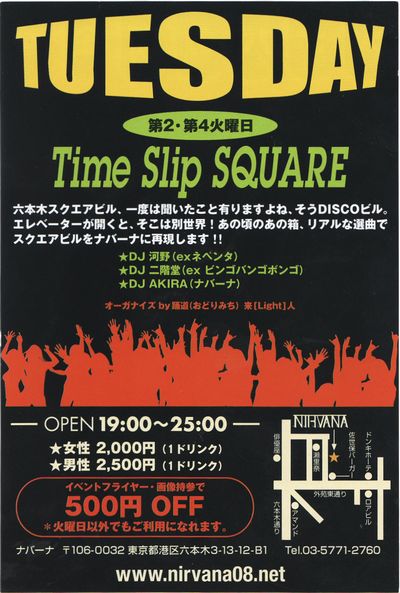 TUESDAY
第2・第4火曜日
Time Slip SQUARE
六本木スクエアビル、一度は聞いたこと有りますよね、そうDISCOビル。
エレベーターが開くと、そこは別世界！あの頃のあの箱、リアルな選曲で
スクエアビルをナバーナに再現します！！
★DJ 河野（exネペンタ）
★DJ 二階堂（ex ビンゴバンゴボンゴ）
★DJ AKIRA（ナバーナ）
オーガナイズ by 踊道（おどりみち） 来[Light]人
OPEN 19:00〜25:00
★女性 2,000円（1ドリンク）
★男性 2,500円（1ドリンク）
イベントフライヤー・画像持参で
500円 OFF
＊火曜日以外でもご利用になれます。
NIRVANA
俳優座
瀬里奈
佐世保バーガー
ドンキホーテ
外苑東通り
六本木通り
アマンド
ロアビル
ナバーナ 〒106-0032 東京都港区六本木3-13-12-B1 Tel.03-5771-2760
www.nirvana08.net